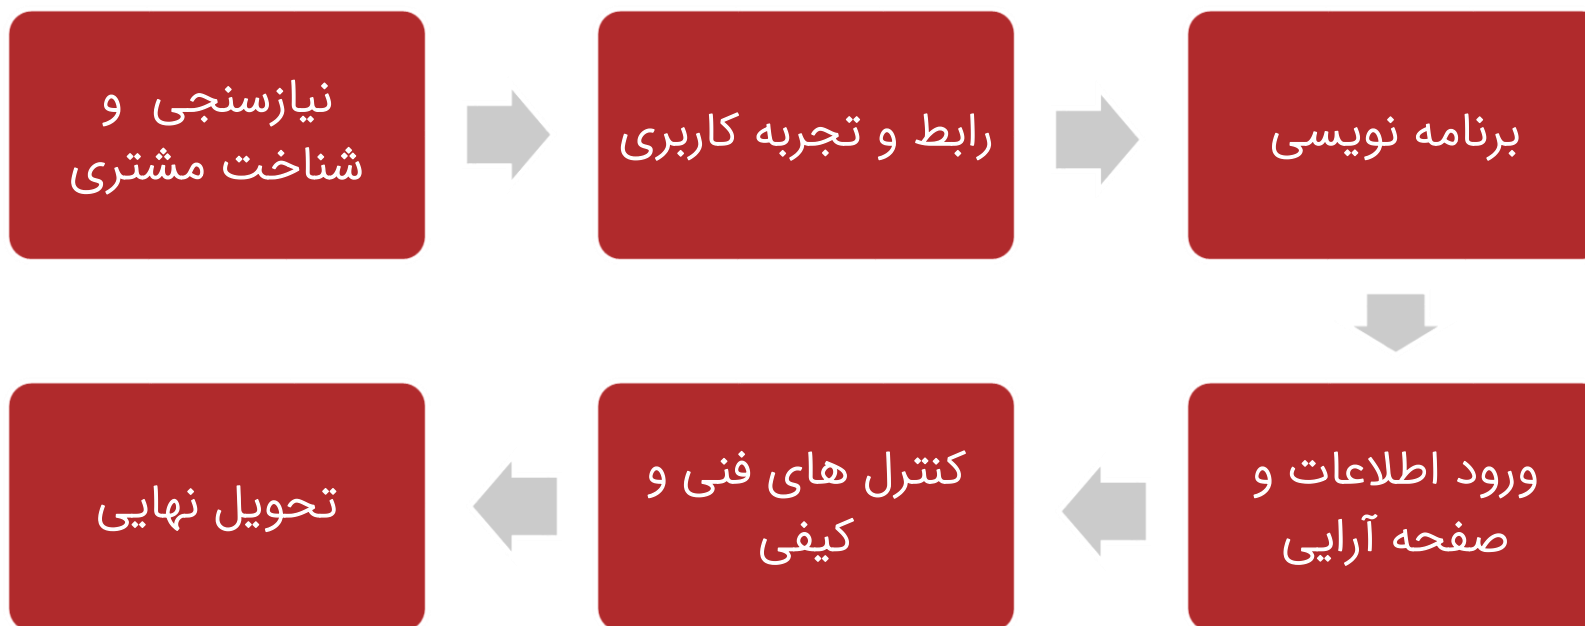 نیازسنجی و
شناخت مشتری
رابط و تجربه کاربری
برنامه نویسی
ورود اطلاعات و
صفحه آرایی
کنترل های فنی و
کیفی
تحویل نهایی